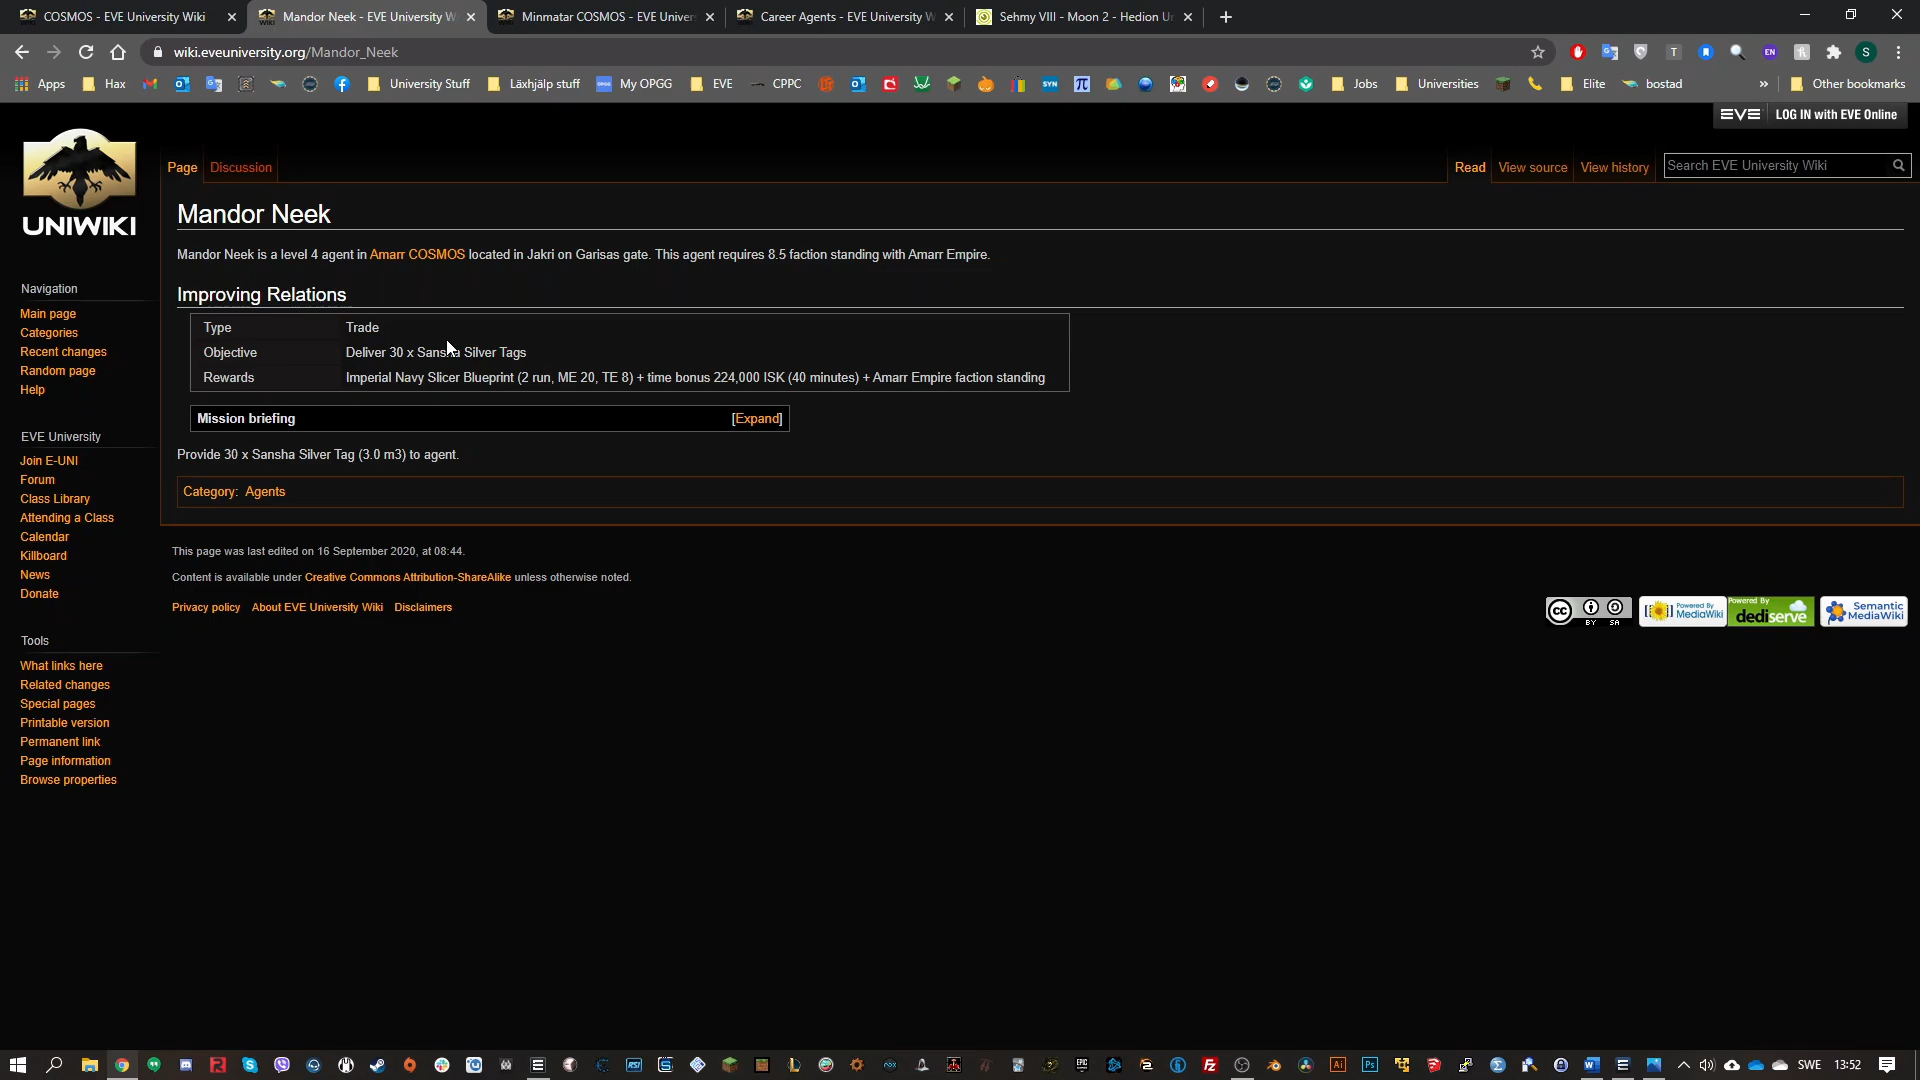 COSMOS - EVE University Wiki
Mandor Neek - EVE University W
Minmatar COSMOS - EVE Univer
Career Agents - EVE University W
Sehmy VIII - Moon 2 - Hedion U
wiki.eveuniversity.org/Mandor_Neek
Apps
Hax
University Stuff
Läxhjälp stuff
My OPGG
EVE
CPPC
SYN
Jobs
Universities
Elite
bostad
»
Other bookmarks
EVE
LOG IN with EVE Online
UNIWIKI
Page
Discussion
Read
View source
View history
Search EVE University Wiki
Mandor Neek
Mandor Neek is a level 4 agent in Amarr COSMOS located in Jakri on Garisas gate. This agent requires 8.5 faction standing with Amarr Empire.
Improving Relations
Type Trade
Objective Deliver 30 x Sansha Silver Tags
Rewards Imperial Navy Slicer Blueprint (2 run, ME 20, TE 8) + time bonus 224,000 ISK (40 minutes) + Amarr Empire faction standing
Mission briefing [Expand]
Provide 30 x Sansha Silver Tag (3.0 m3) to agent.
Category: Agents
This page was last edited on 16 September 2020, at 08:44.
Content is available under Creative Commons Attribution-ShareAlike unless otherwise noted.
Privacy policy About EVE University Wiki Disclaimers
Navigation
Main page
Categories
Recent changes
Random page
Help
EVE University
Join E-UNI
Forum
Class Library
Attending a Class
Calendar
Killboard
News
Donate
Tools
What links here
Related changes
Special pages
Printable version
Permanent link
Page information
Browse properties
cc BY SA
Powered By
MediaWiki
Powered By
dediserve
Semantic
MediaWiki
SWE
13:52